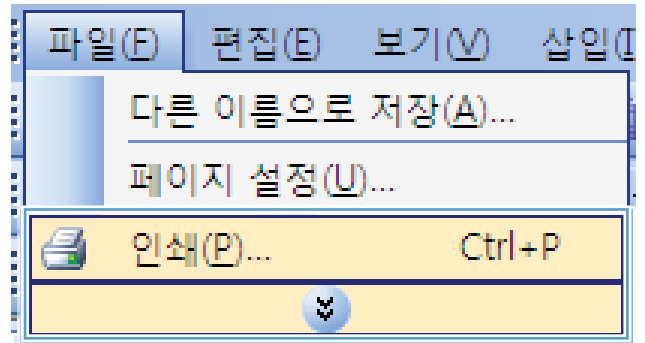 파일(F) 편집(E) 보기(V) 삽입(I
다른 이름으로 저장(A)...
페이지 설정(U)...
인쇄(P)... Ctrl+P